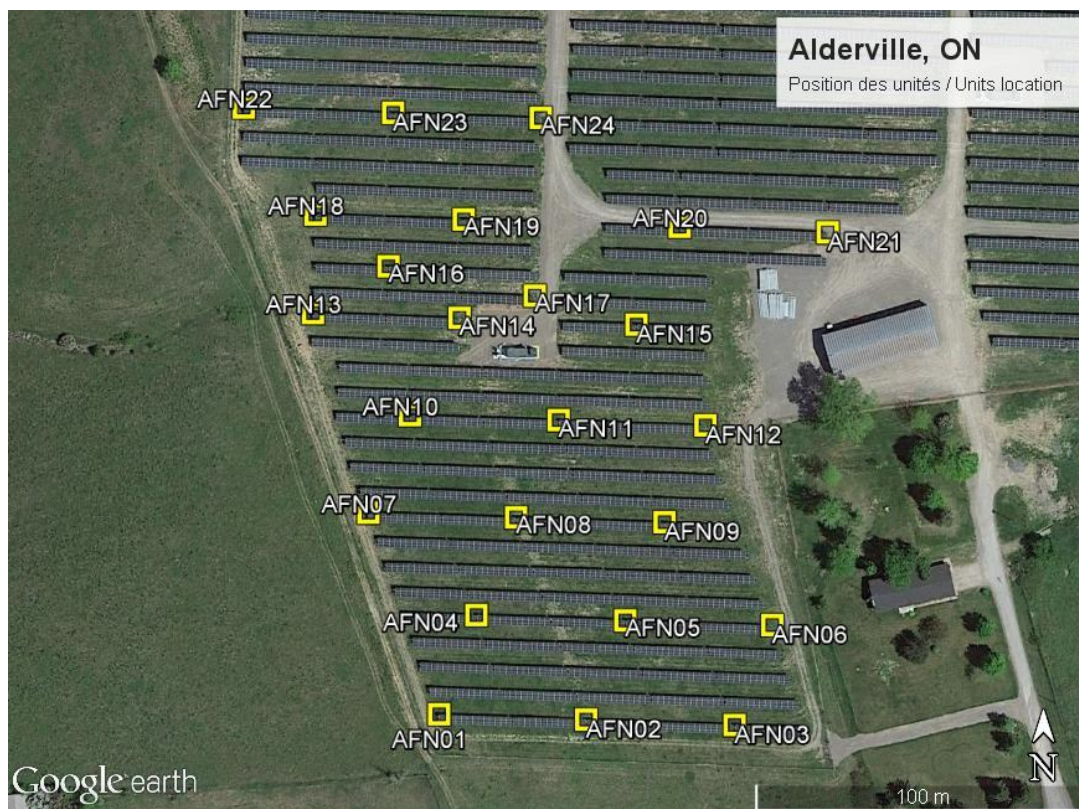 Alderville, ON
Position des unités / Units location
AFN22
AFN23
AFN24
AFN18
AFN19
AFN20
AFN21
AFN16
AFN13
AFN17
AFN14
AFN15
AFN10
AFN11
AFN12
AFN07
AFN08
AFN09
AFN04
AFN05
AFN06
AFN01
AFN02
AFN03
N
Google earth
100 m